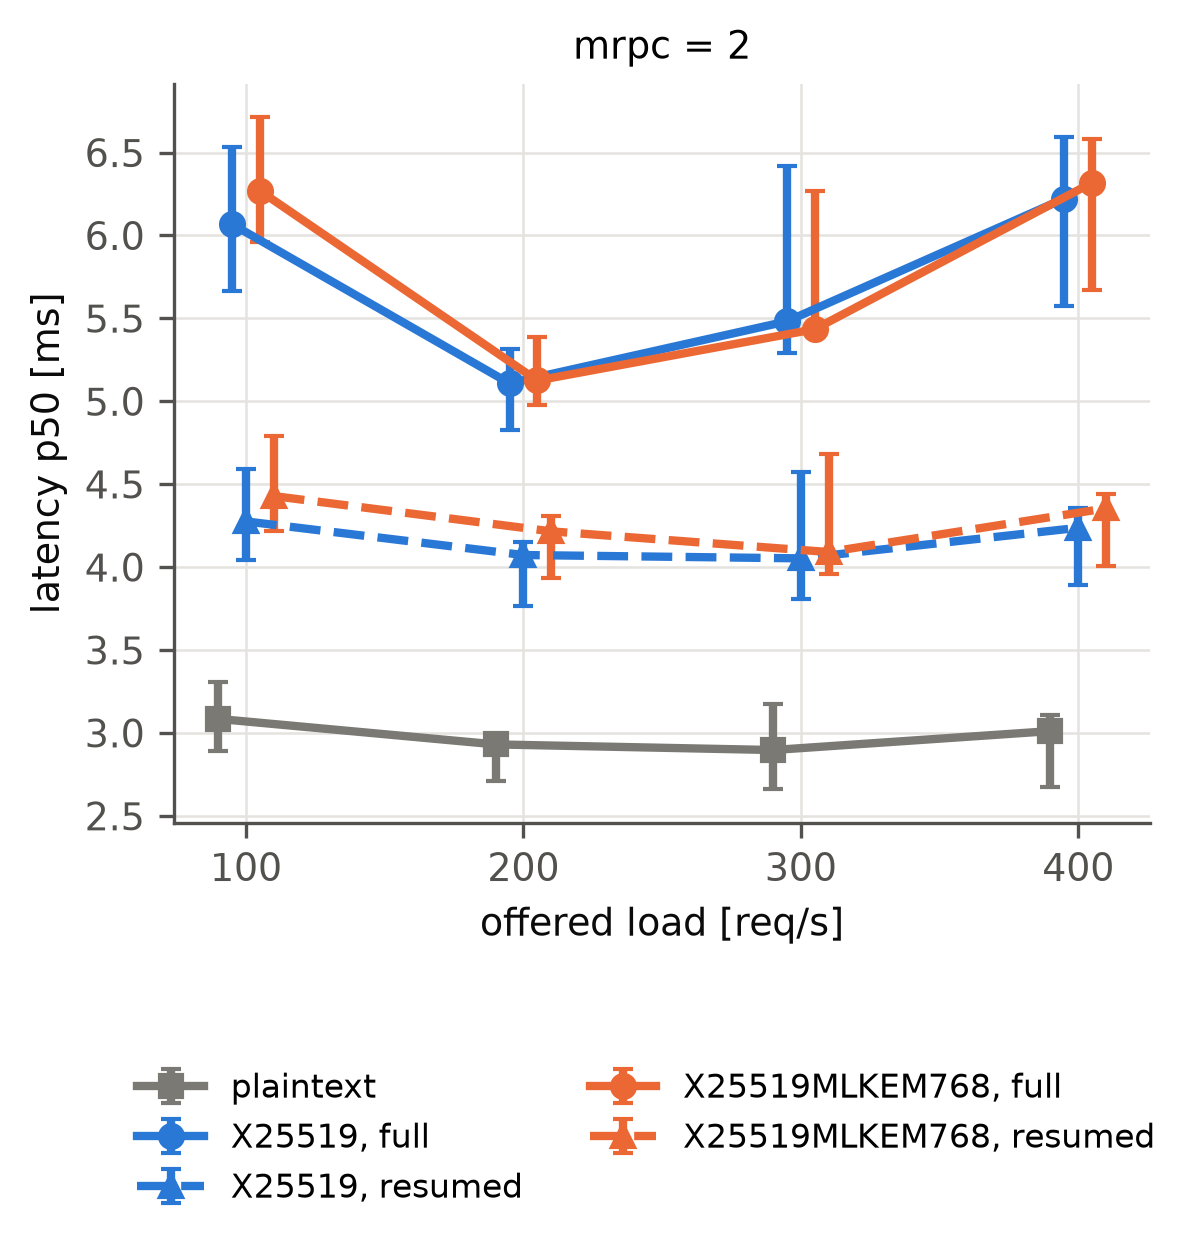 mrpc = 2
latency p50 [ms]
6.5
6.0
5.5
5.0
4.5
4.0
3.5
3.0
2.5
100 200 300 400
offered load [req/s]
plaintext
X25519, full
X25519, resumed
X25519MLKEM768, full
X25519MLKEM768, resumed